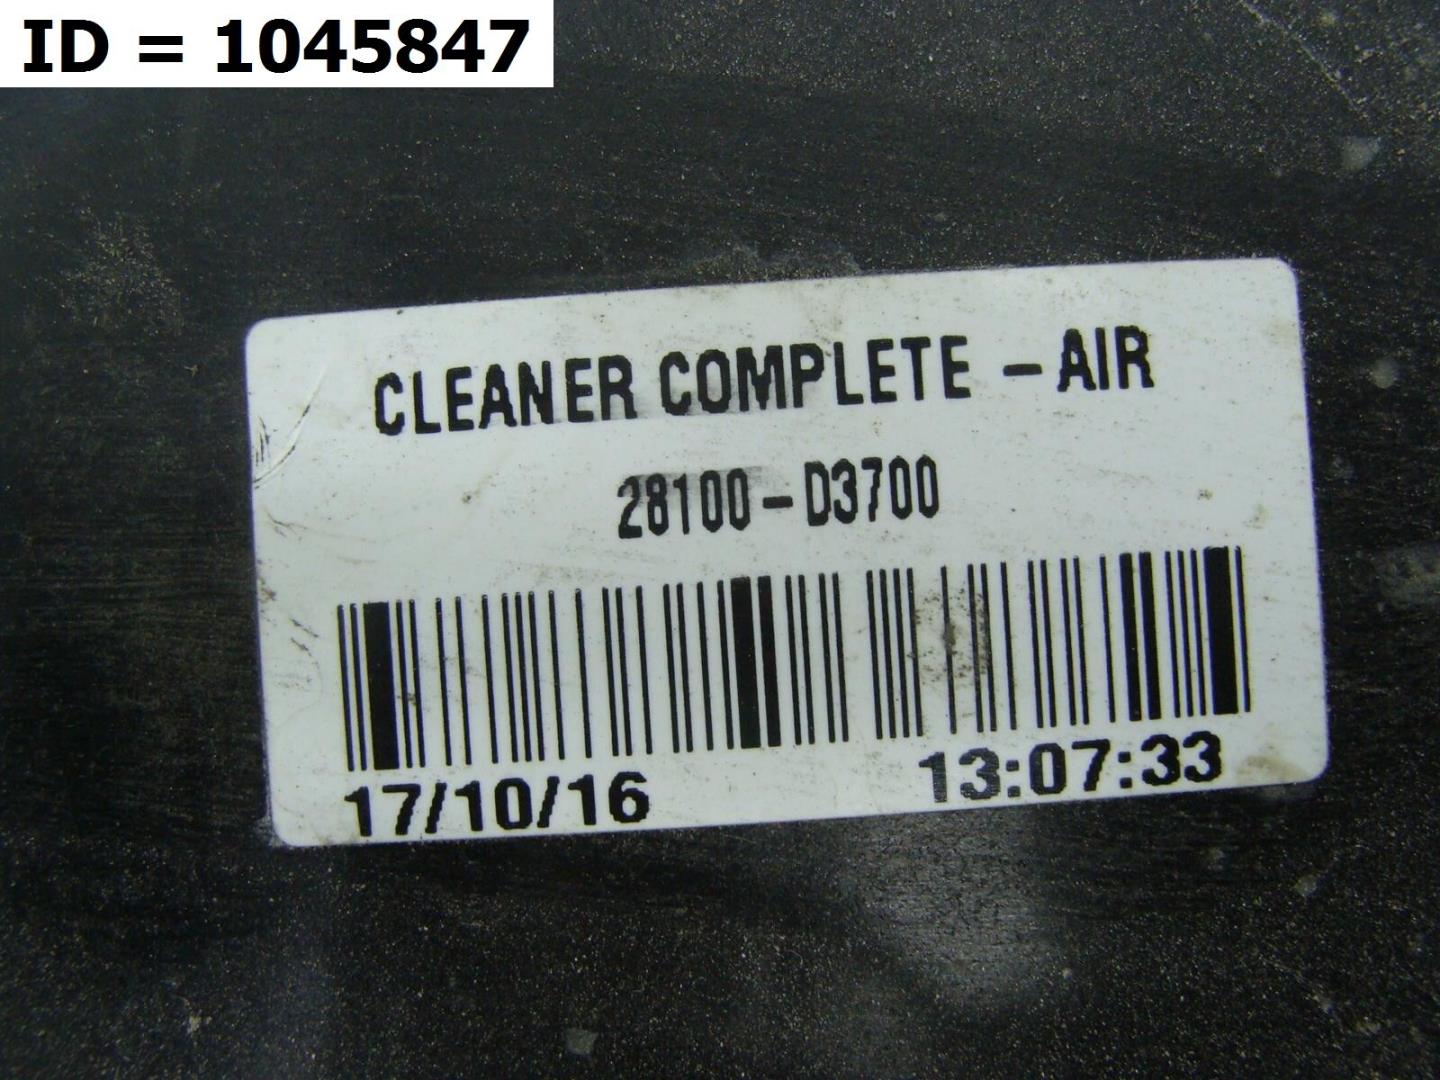 ID = 1045847
CLEANER COMPLETE - AIR
28100-D3700
17/10/16 13:07:33